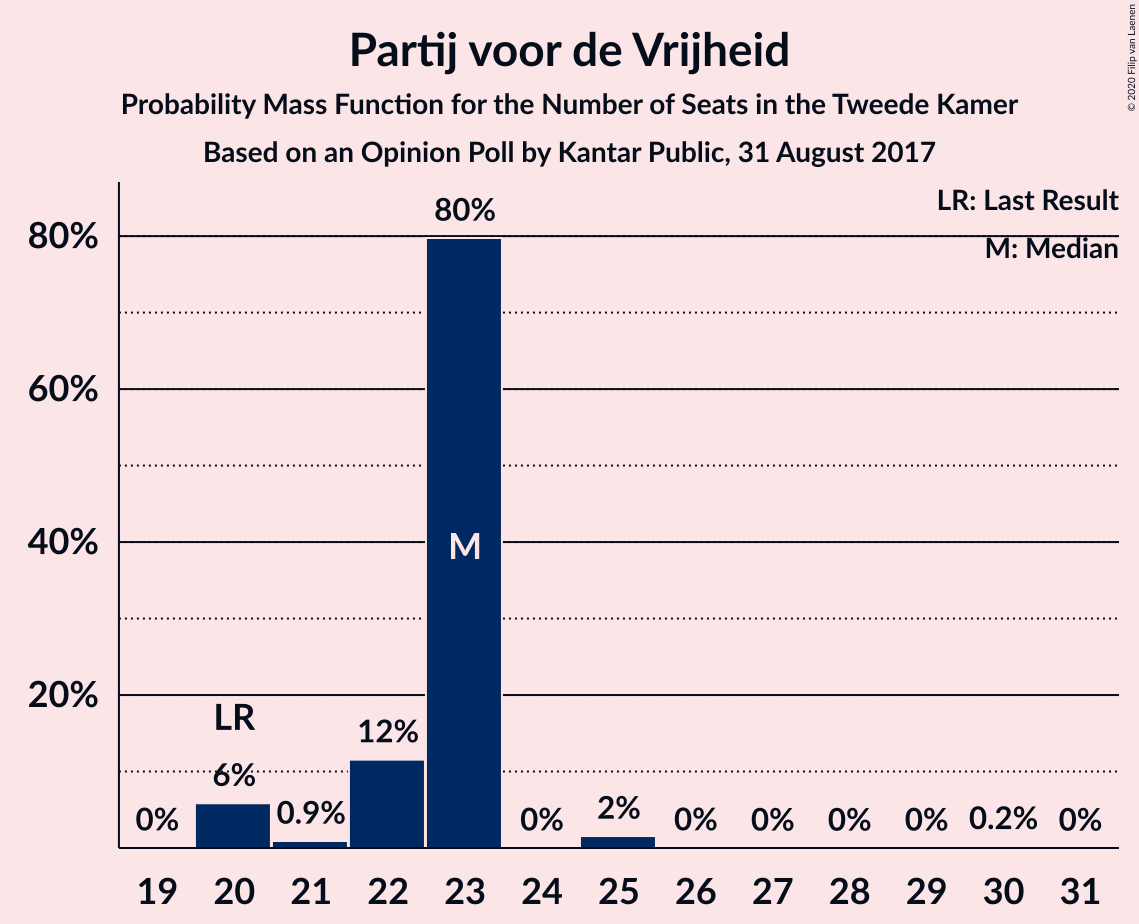 Partij voor de Vrijheid
Probability Mass Function for the Number of Seats in the Tweede Kamer
Based on an Opinion Poll by Kantar Public, 31 August 2017
© 2020 Filip van Laenen
LR: Last Result
M: Median
80%
60%
40%
20%
0%
LR
6%
0.9%
12%
80%
M
0%
2%
0%
0%
0%
0%
0.2%
0%
19 20 21 22 23 24 25 26 27 28 29 30 31